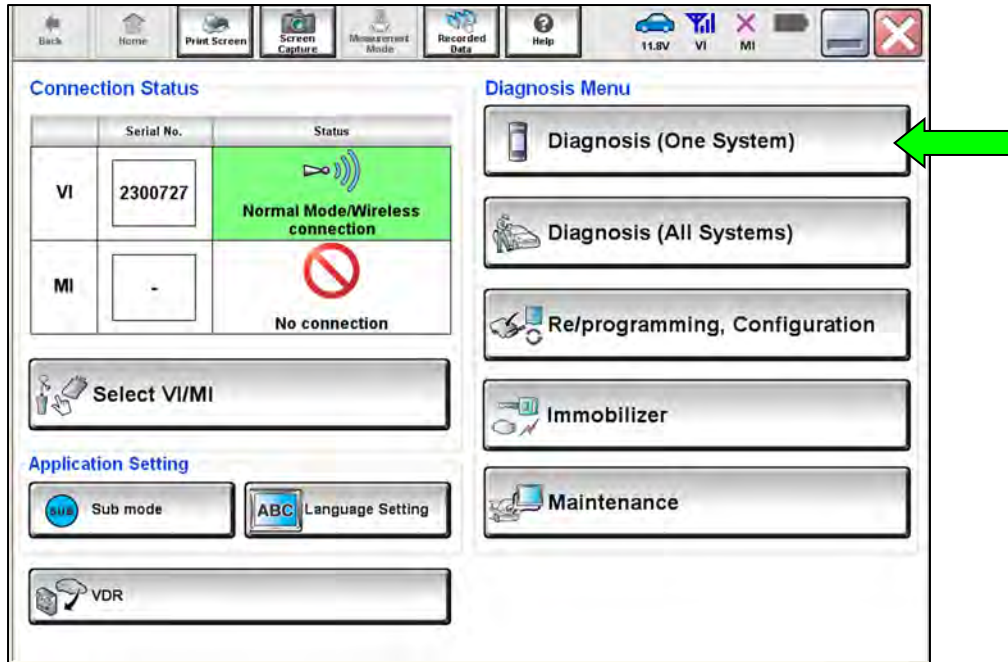 Back
Home
Print Screen
Screen
Capture
Measurement
Mode
Recorded
Data
Help
11.8V
VI
MI
Connection Status
Serial No.
Status
VI
2300727
Normal Mode/Wireless
connection
MI
-
No connection
Select VI/MI
Application Setting
SUB
Sub mode
ABC
Language Setting
VDR
Diagnosis Menu
Diagnosis (One System)
Diagnosis (All Systems)
Re/programming, Configuration
Immobilizer
Maintenance